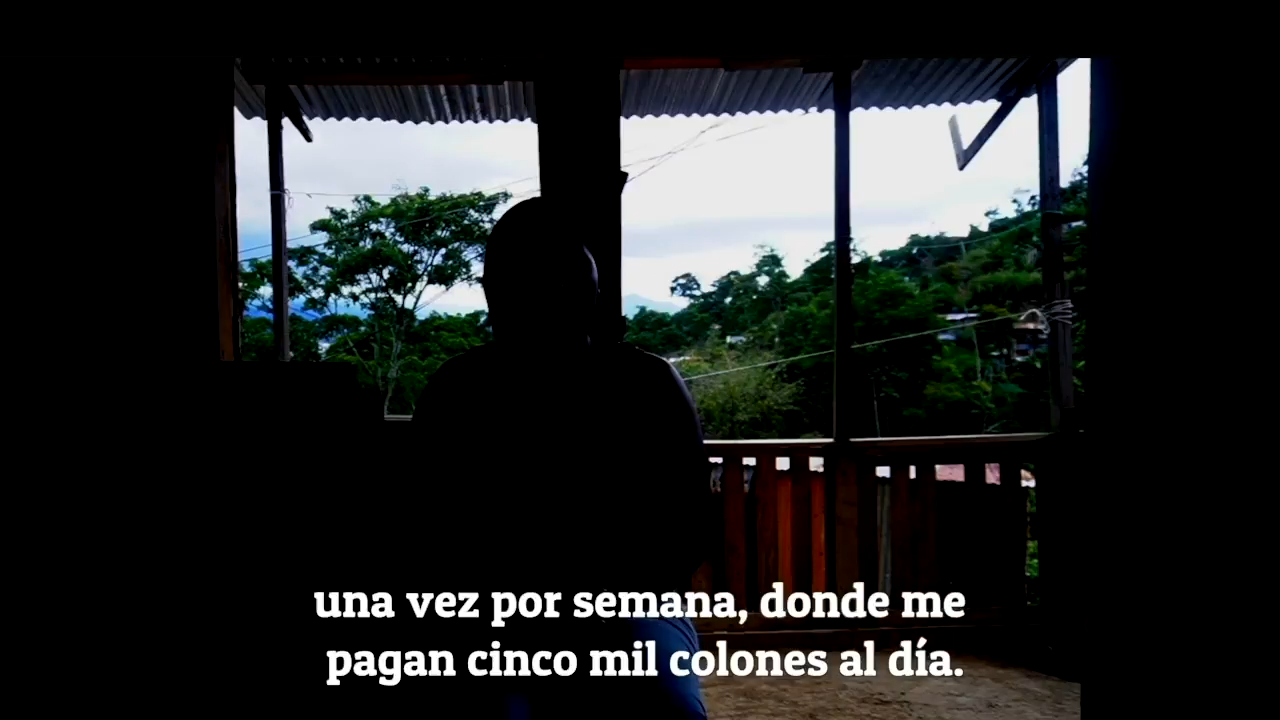 una vez por semana, donde me
pagan cinco mil colones al día.